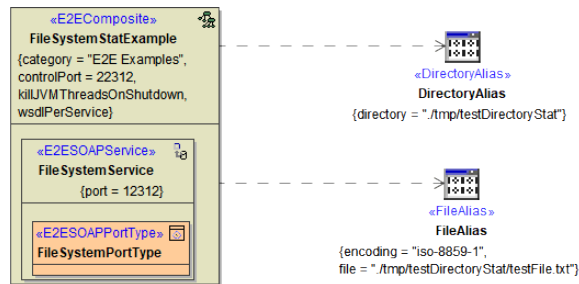 «E2EComposite»
FileSystemStatExample
{category = "E2E Examples",
controlPort = 22312,
killJVMThreadsOnShutdown,
wsdlPerService}
«E2ESOAPService»
FileSystemService
{port = 12312}
«E2ESOAPPortType»
FileSystemPortType
«DirectoryAlias»
DirectoryAlias
{directory = "./tmp/testDirectoryStat"}
«FileAlias»
FileAlias
{encoding = "iso-8859-1",
file = "./tmp/testDirectoryStat/testFile.txt"}